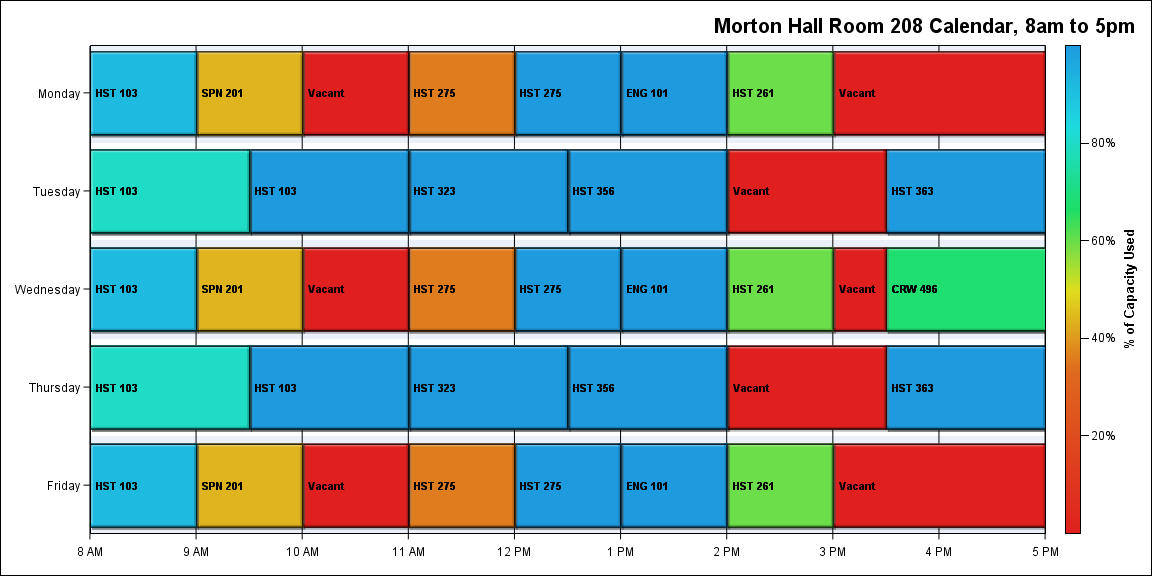 Morton Hall Room 208 Calendar, 8am to 5pm
Monday
HST 103
SPN 201
Vacant
HST 275
HST 275
ENG 101
HST 261
Vacant
Tuesday
HST 103
HST 103
HST 323
HST 356
Vacant
HST 363
Wednesday
HST 103
SPN 201
Vacant
HST 275
HST 275
ENG 101
HST 261
Vacant
CRW 496
Thursday
HST 103
HST 103
HST 323
HST 356
Vacant
HST 363
Friday
HST 103
SPN 201
Vacant
HST 275
HST 275
ENG 101
HST 261
Vacant
8 AM
9 AM
10 AM
11 AM
12 PM
1 PM
2 PM
3 PM
4 PM
5 PM
80%
60%
40%
20%
% of Capacity Used